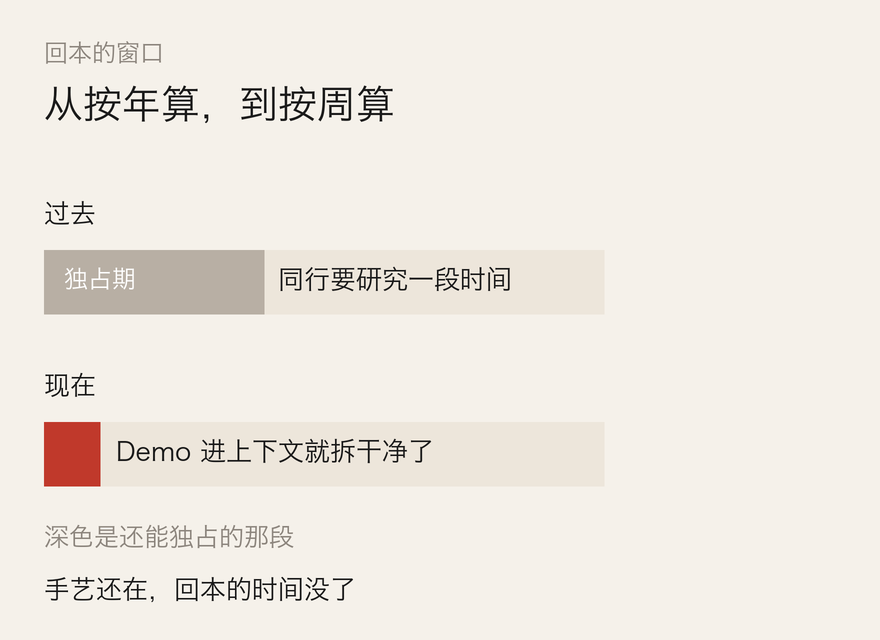 回本的窗口
从按年算，到按周算
过去
独占期
同行要研究一段时间
现在
Demo 进上下文就拆干净了
深色是还能独占的那段
手艺还在，回本的时间没了